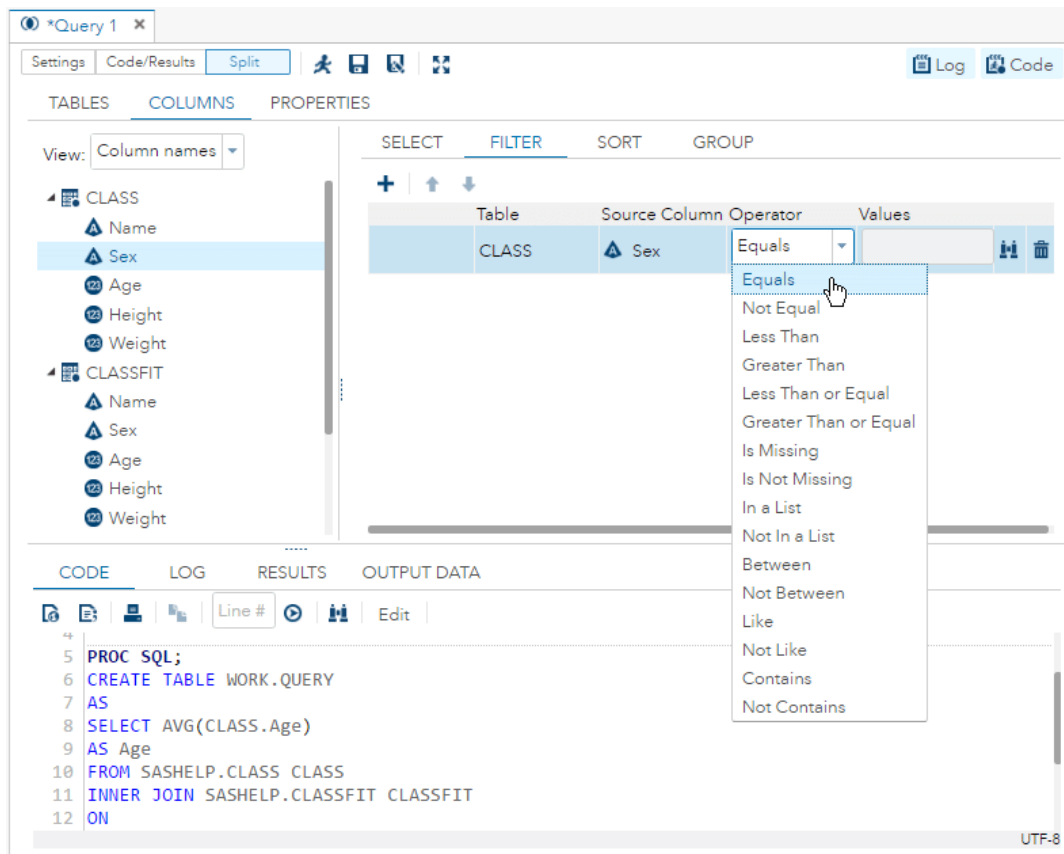 *Query 1 ×
Settings Code/Results Split Log Code
TABLES COLUMNS PROPERTIES
View: Column names
CLASS
Name
Sex
Age
Height
Weight
CLASSFIT
Name
Sex
Age
Height
Weight
SELECT FILTER SORT GROUP
Table Source Column Operator Values
CLASS Sex Equals
Equals
Not Equal
Less Than
Greater Than
Less Than or Equal
Greater Than or Equal
Is Missing
Is Not Missing
In a List
Not In a List
Between
Not Between
Like
Not Like
Contains
Not Contains
CODE LOG RESULTS OUTPUT DATA
Line # Edit
4
5 PROC SQL;
6 CREATE TABLE WORK.QUERY
7 AS
8 SELECT AVG(CLASS.Age)
9 AS Age
10 FROM SASHELP.CLASS CLASS
11 INNER JOIN SASHELP.CLASSFIT CLASSFIT
12 ON
UTF-8